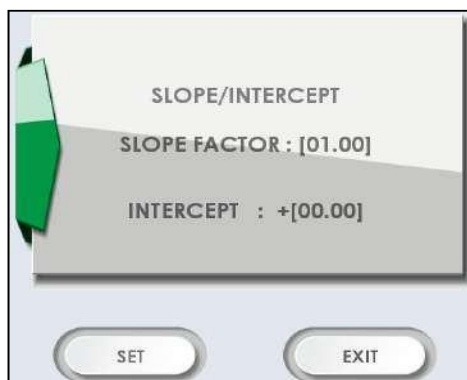 SLOPE/INTERCEPT
SLOPE FACTOR : [01.00]
INTERCEPT : +[00.00]
SET EXIT